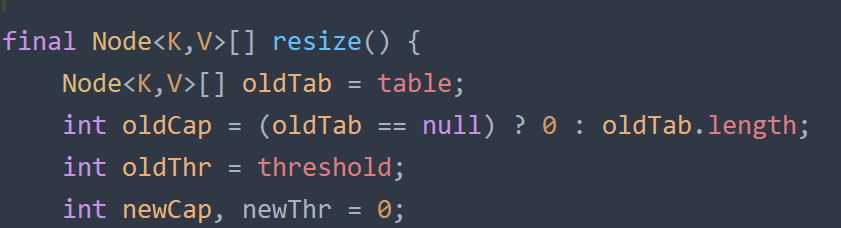 final Node<K,V>[] resize() {
    Node<K,V>[] oldTab = table;
    int oldCap = (oldTab == null) ? 0 : oldTab.length;
    int oldThr = threshold;
    int newCap, newThr = 0;